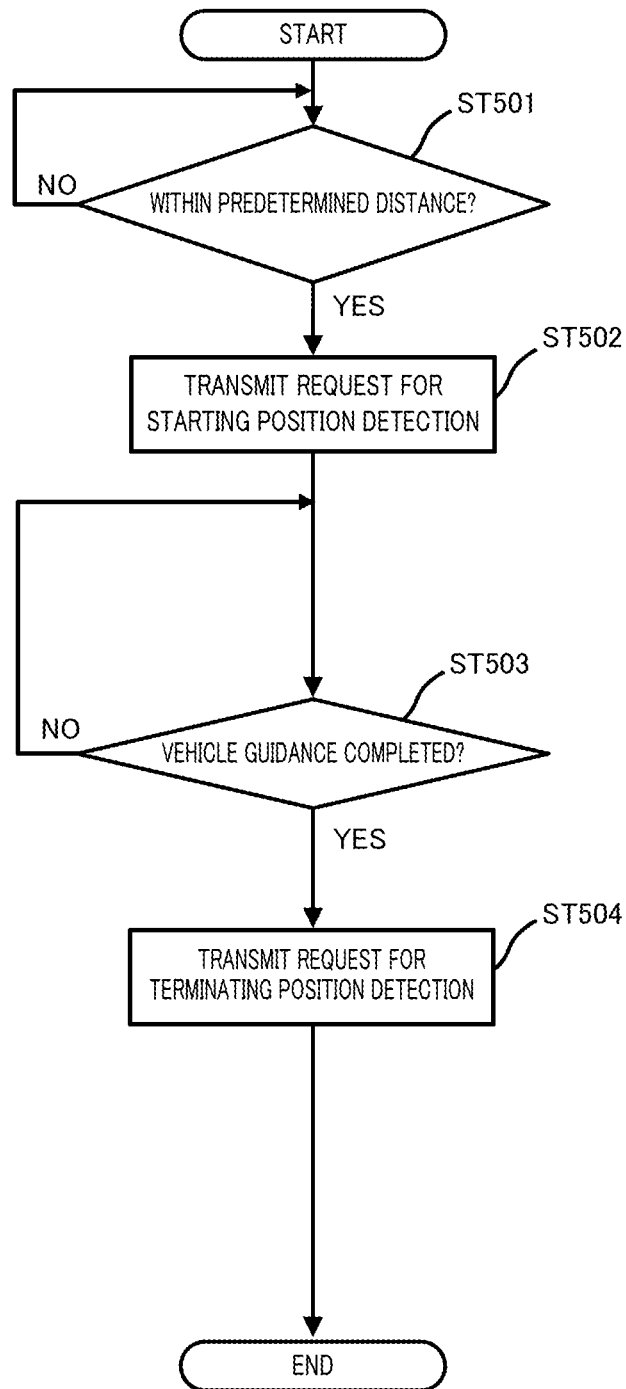 START
ST501
WITHIN PREDETERMINED DISTANCE?
NO
YES
ST502
TRANSMIT REQUEST FOR
STARTING POSITION DETECTION
ST503
VEHICLE GUIDANCE COMPLETED?
NO
YES
ST504
TRANSMIT REQUEST FOR
TERMINATING POSITION DETECTION
END